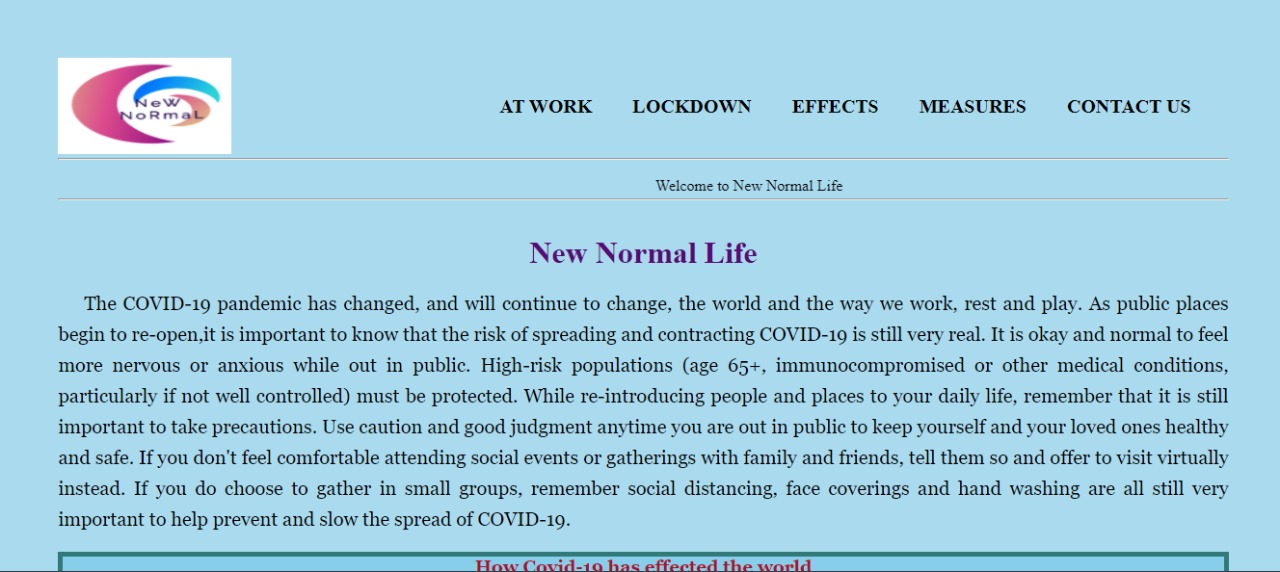 NeW
NoRmaL
AT WORK LOCKDOWN EFFECTS MEASURES CONTACT US
Welcome to New Normal Life
New Normal Life
The COVID-19 pandemic has changed, and will continue to change, the world and the way we work, rest and play. As public places
begin to re-open,it is important to know that the risk of spreading and contracting COVID-19 is still very real. It is okay and normal to feel
more nervous or anxious while out in public. High-risk populations (age 65+, immunocompromised or other medical conditions,
particularly if not well controlled) must be protected. While re-introducing people and places to your daily life, remember that it is still
important to take precautions. Use caution and good judgment anytime you are out in public to keep yourself and your loved ones healthy
and safe. If you don't feel comfortable attending social events or gatherings with family and friends, tell them so and offer to visit virtually
instead. If you do choose to gather in small groups, remember social distancing, face coverings and hand washing are all still very
important to help prevent and slow the spread of COVID-19.
How Covid-19 has effected the world